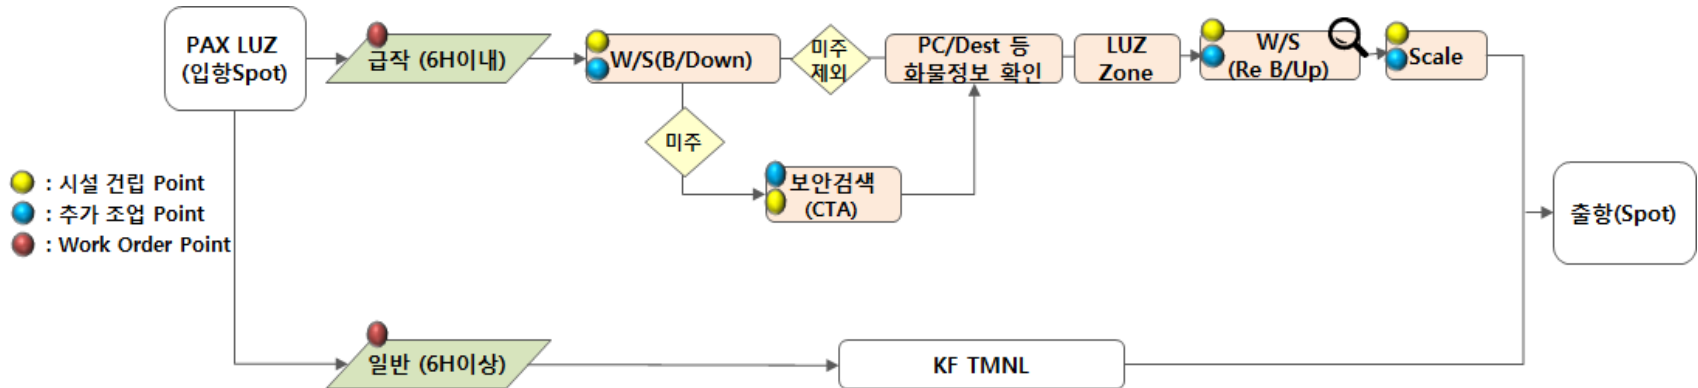 PAX LUZ
(입항Spot)
급작 (6H이내)
W/S(B/Down)
미주
제외
PC/Dest 등
화물정보 확인
LUZ
Zone
W/S
(Re B/Up)
Scale
미주
보안검색
(CTA)
: 시설 건립 Point
: 추가 조업 Point
: Work Order Point
출항(Spot)
일반 (6H이상)
KF TMNL